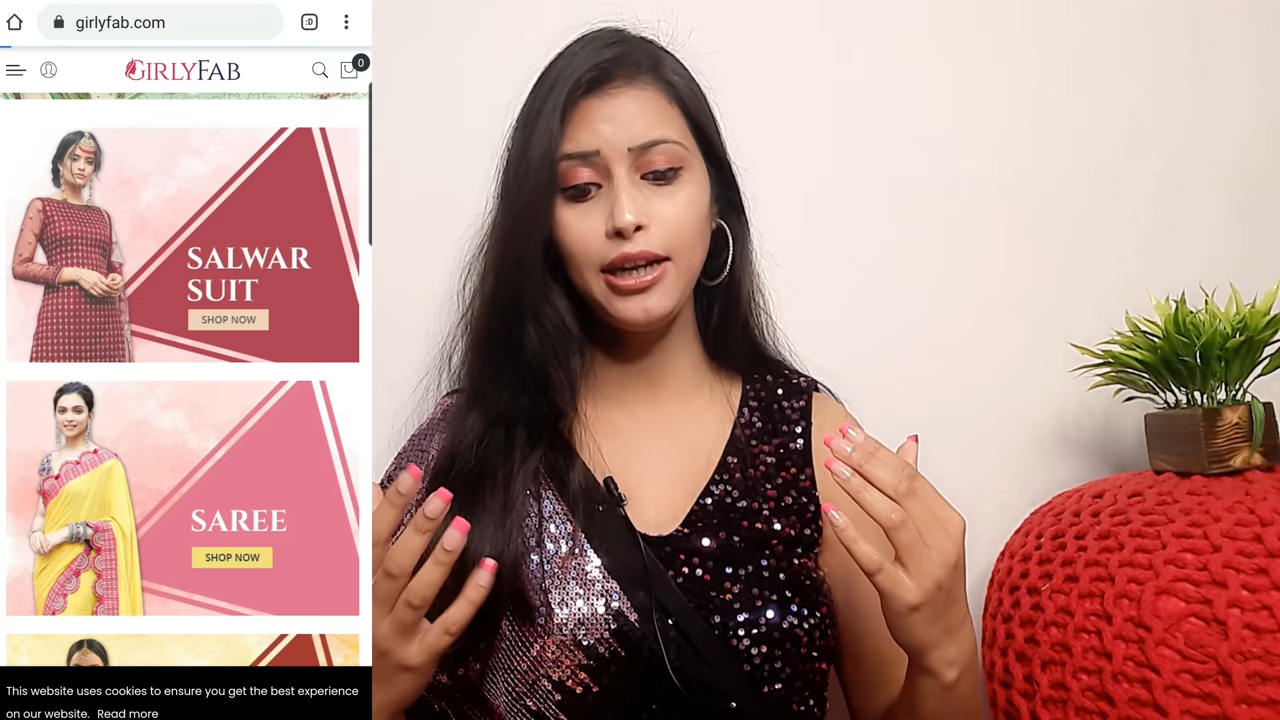 girlyfab.com
:D
GIRLYFAB
0
SALWAR
SUIT
SHOP NOW
SAREE
SHOP NOW
This website uses cookies to ensure you get the best experience
on our website. Read more